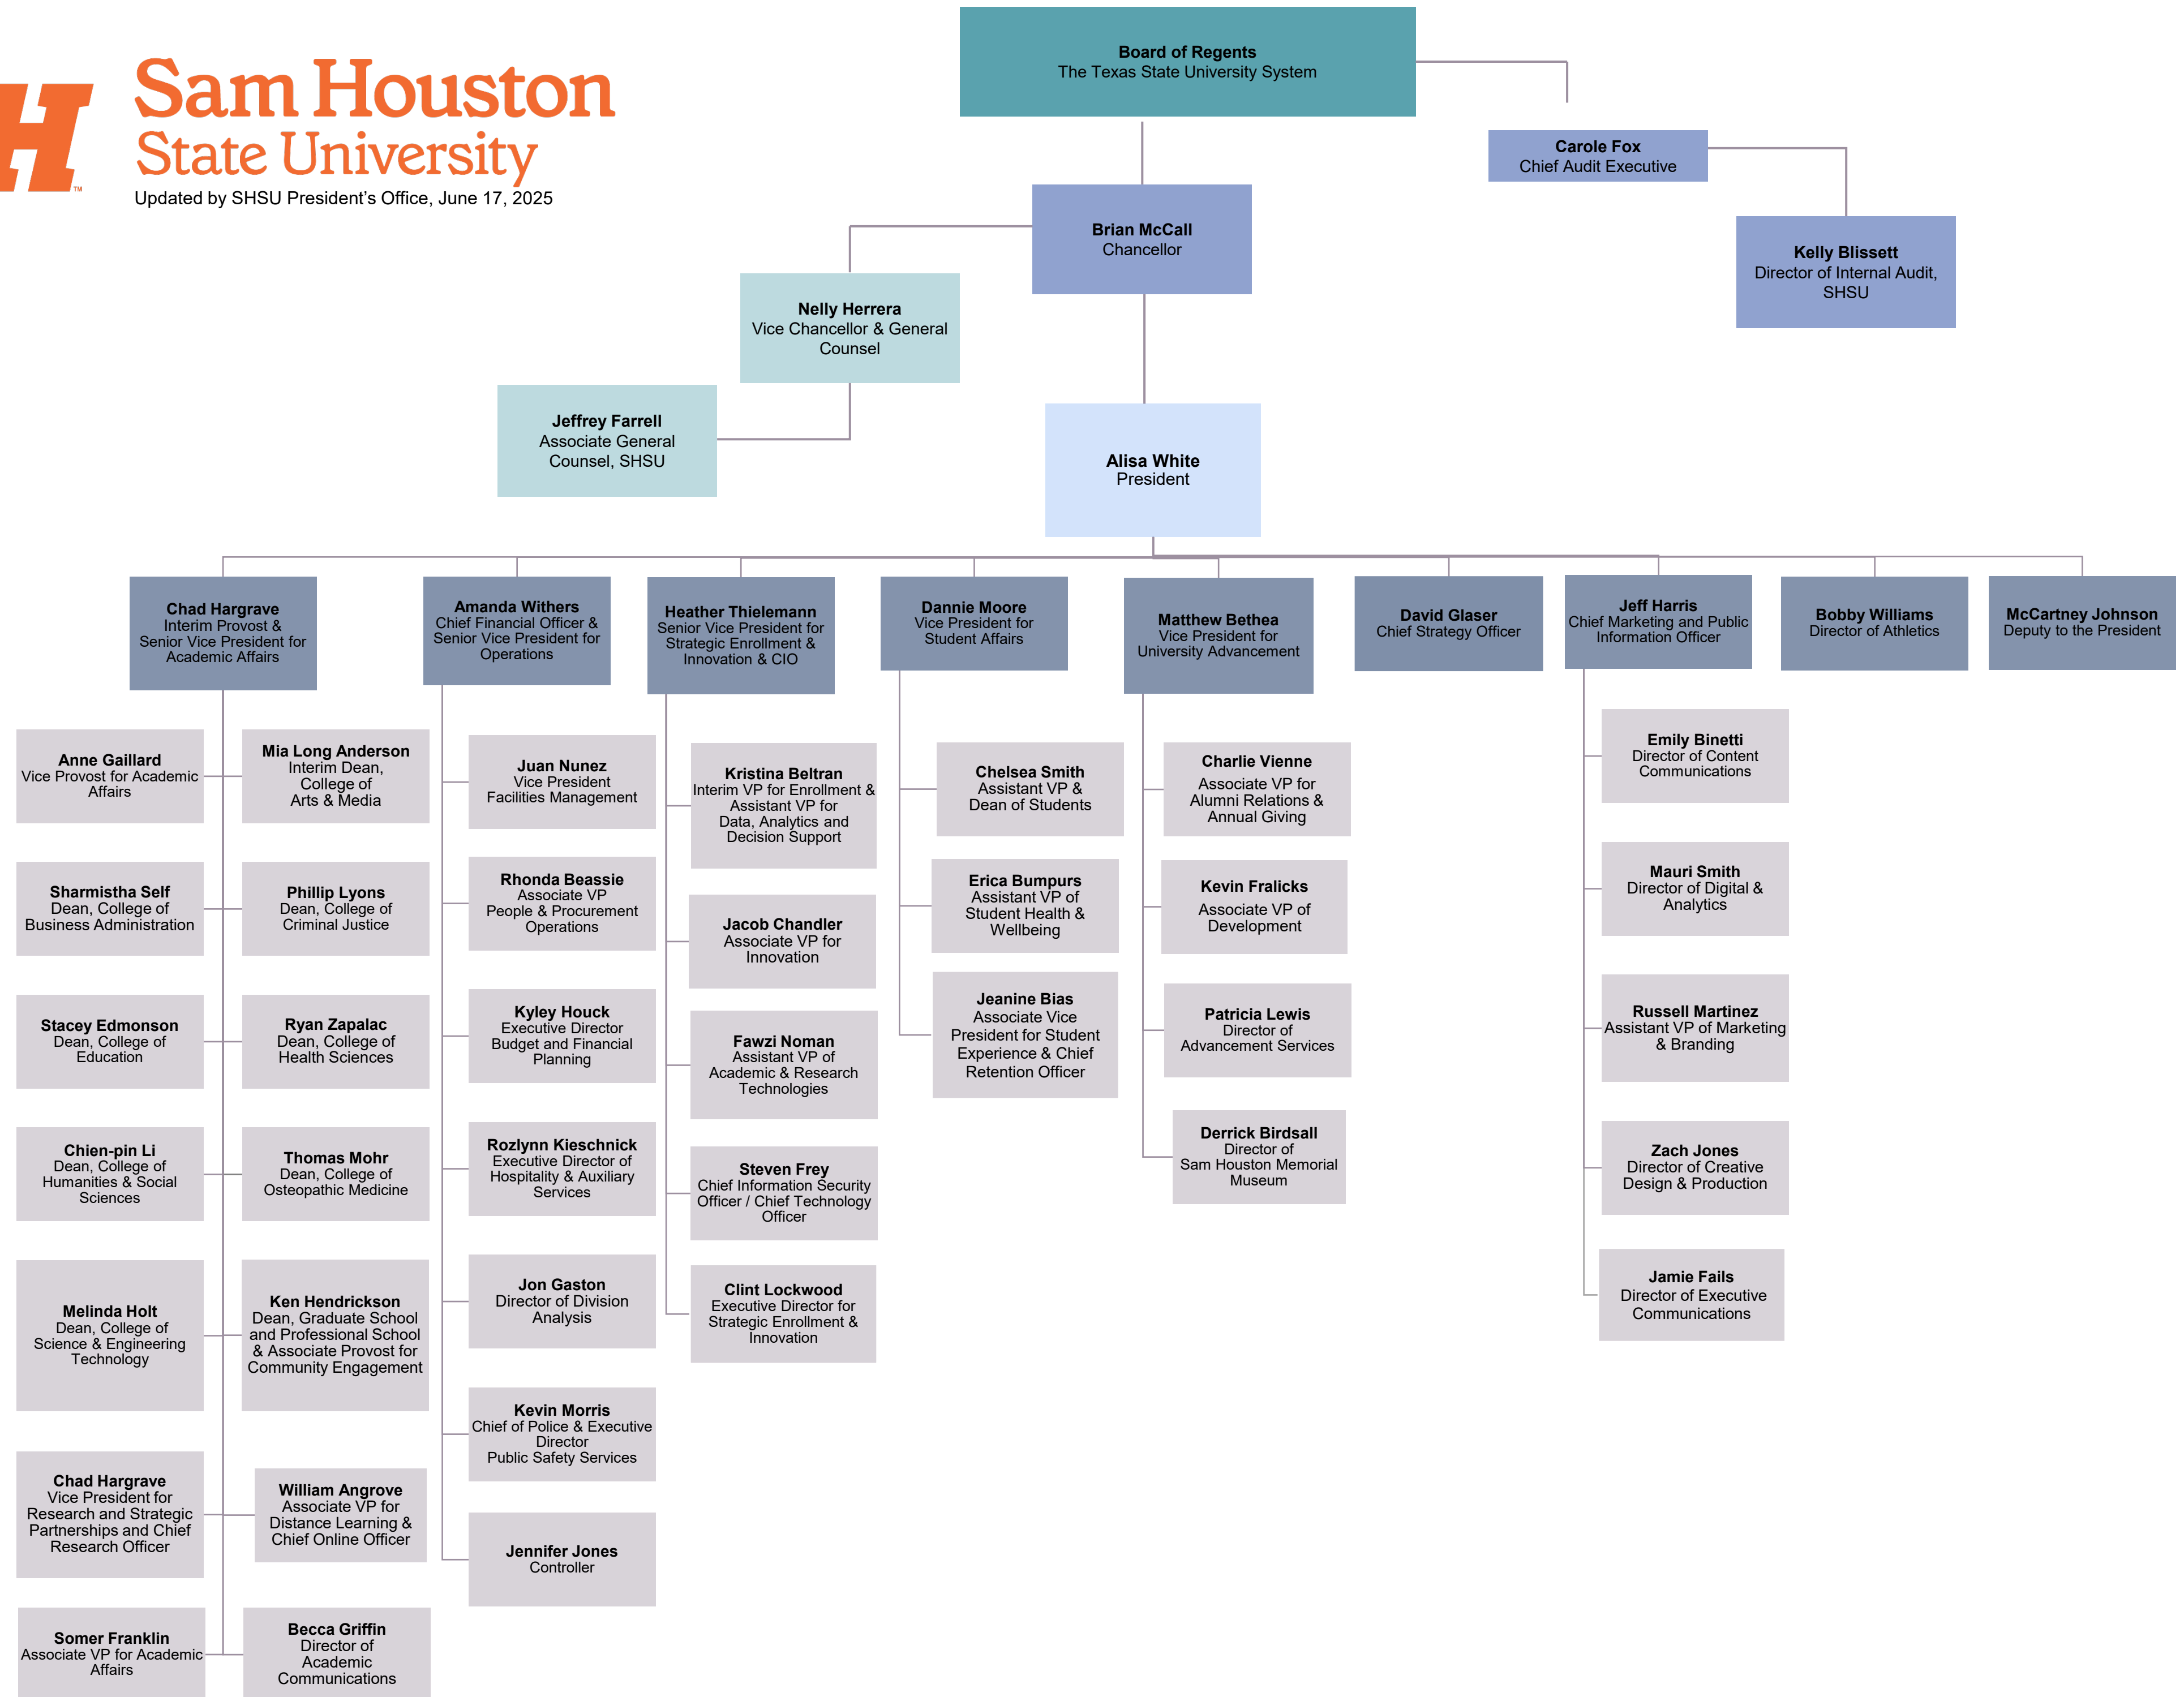 Board of Regents
The Texas State University System
H
TM
Sam Houston
State University
Updated by SHSU President’s Office, June 17, 2025
Carole Fox
Chief Audit Executive
Brian McCall
Chancellor
Kelly Blissett
Director of Internal Audit,
SHSU
Nelly Herrera
Vice Chancellor & General
Counsel
Jeffrey Farrell
Associate General
Counsel, SHSU
Alisa White
President
Chad Hargrave
Interim Provost &
Senior Vice President for
Academic Affairs
Amanda Withers
Chief Financial Officer &
Senior Vice President for
Operations
Heather Thielemann
Senior Vice President for
Strategic Enrollment &
Innovation & CIO
Dannie Moore
Vice President for
Student Affairs
Matthew Bethea
Vice President for
University Advancement
David Glaser
Chief Strategy Officer
Jeff Harris
Chief Marketing and Public
Information Officer
Bobby Williams
Director of Athletics
McCartney Johnson
Deputy to the President
Anne Gaillard
Vice Provost for Academic
Affairs
Mia Long Anderson
Interim Dean,
College of
Arts & Media
Sharmistha Self
Dean, College of
Business Administration
Phillip Lyons
Dean, College of
Criminal Justice
Stacey Edmonson
Dean, College of
Education
Ryan Zapalac
Dean, College of
Health Sciences
Chien-pin Li
Dean, College of
Humanities & Social
Sciences
Thomas Mohr
Dean, College of
Osteopathic Medicine
Melinda Holt
Dean, College of
Science & Engineering
Technology
Ken Hendrickson
Dean, Graduate School
and Professional School
& Associate Provost for
Community Engagement
Chad Hargrave
Vice President for
Research and Strategic
Partnerships and Chief
Research Officer
William Angrove
Associate VP for
Distance Learning &
Chief Online Officer
Somer Franklin
Associate VP for Academic
Affairs
Becca Griffin
Director of
Academic
Communications
Juan Nunez
Vice President
Facilities Management
Rhonda Beassie
Associate VP
People & Procurement
Operations
Kyley Houck
Executive Director
Budget and Financial
Planning
Rozlynn Kieschnick
Executive Director of
Hospitality & Auxiliary
Services
Jon Gaston
Director of Division
Analysis
Kevin Morris
Chief of Police & Executive
Director
Public Safety Services
Jennifer Jones
Controller
Kristina Beltran
Interim VP for Enrollment &
Assistant VP for
Data, Analytics and
Decision Support
Jacob Chandler
Associate VP for
Innovation
Fawzi Noman
Assistant VP of
Academic & Research
Technologies
Steven Frey
Chief Information Security
Officer / Chief Technology
Officer
Clint Lockwood
Executive Director for
Strategic Enrollment &
Innovation
Chelsea Smith
Assistant VP &
Dean of Students
Erica Bumpurs
Assistant VP of
Student Health &
Wellbeing
Jeanine Bias
Associate Vice
President for Student
Experience & Chief
Retention Officer
Charlie Vienne
Associate VP for
Alumni Relations &
Annual Giving
Kevin Fralicks
Associate VP of
Development
Patricia Lewis
Director of
Advancement Services
Derrick Birdsall
Director of
Sam Houston Memorial
Museum
Emily Binetti
Director of Content
Communications
Mauri Smith
Director of Digital &
Analytics
Russell Martinez
Assistant VP of Marketing
& Branding
Zach Jones
Director of Creative
Design & Production
Jamie Fails
Director of Executive
Communications